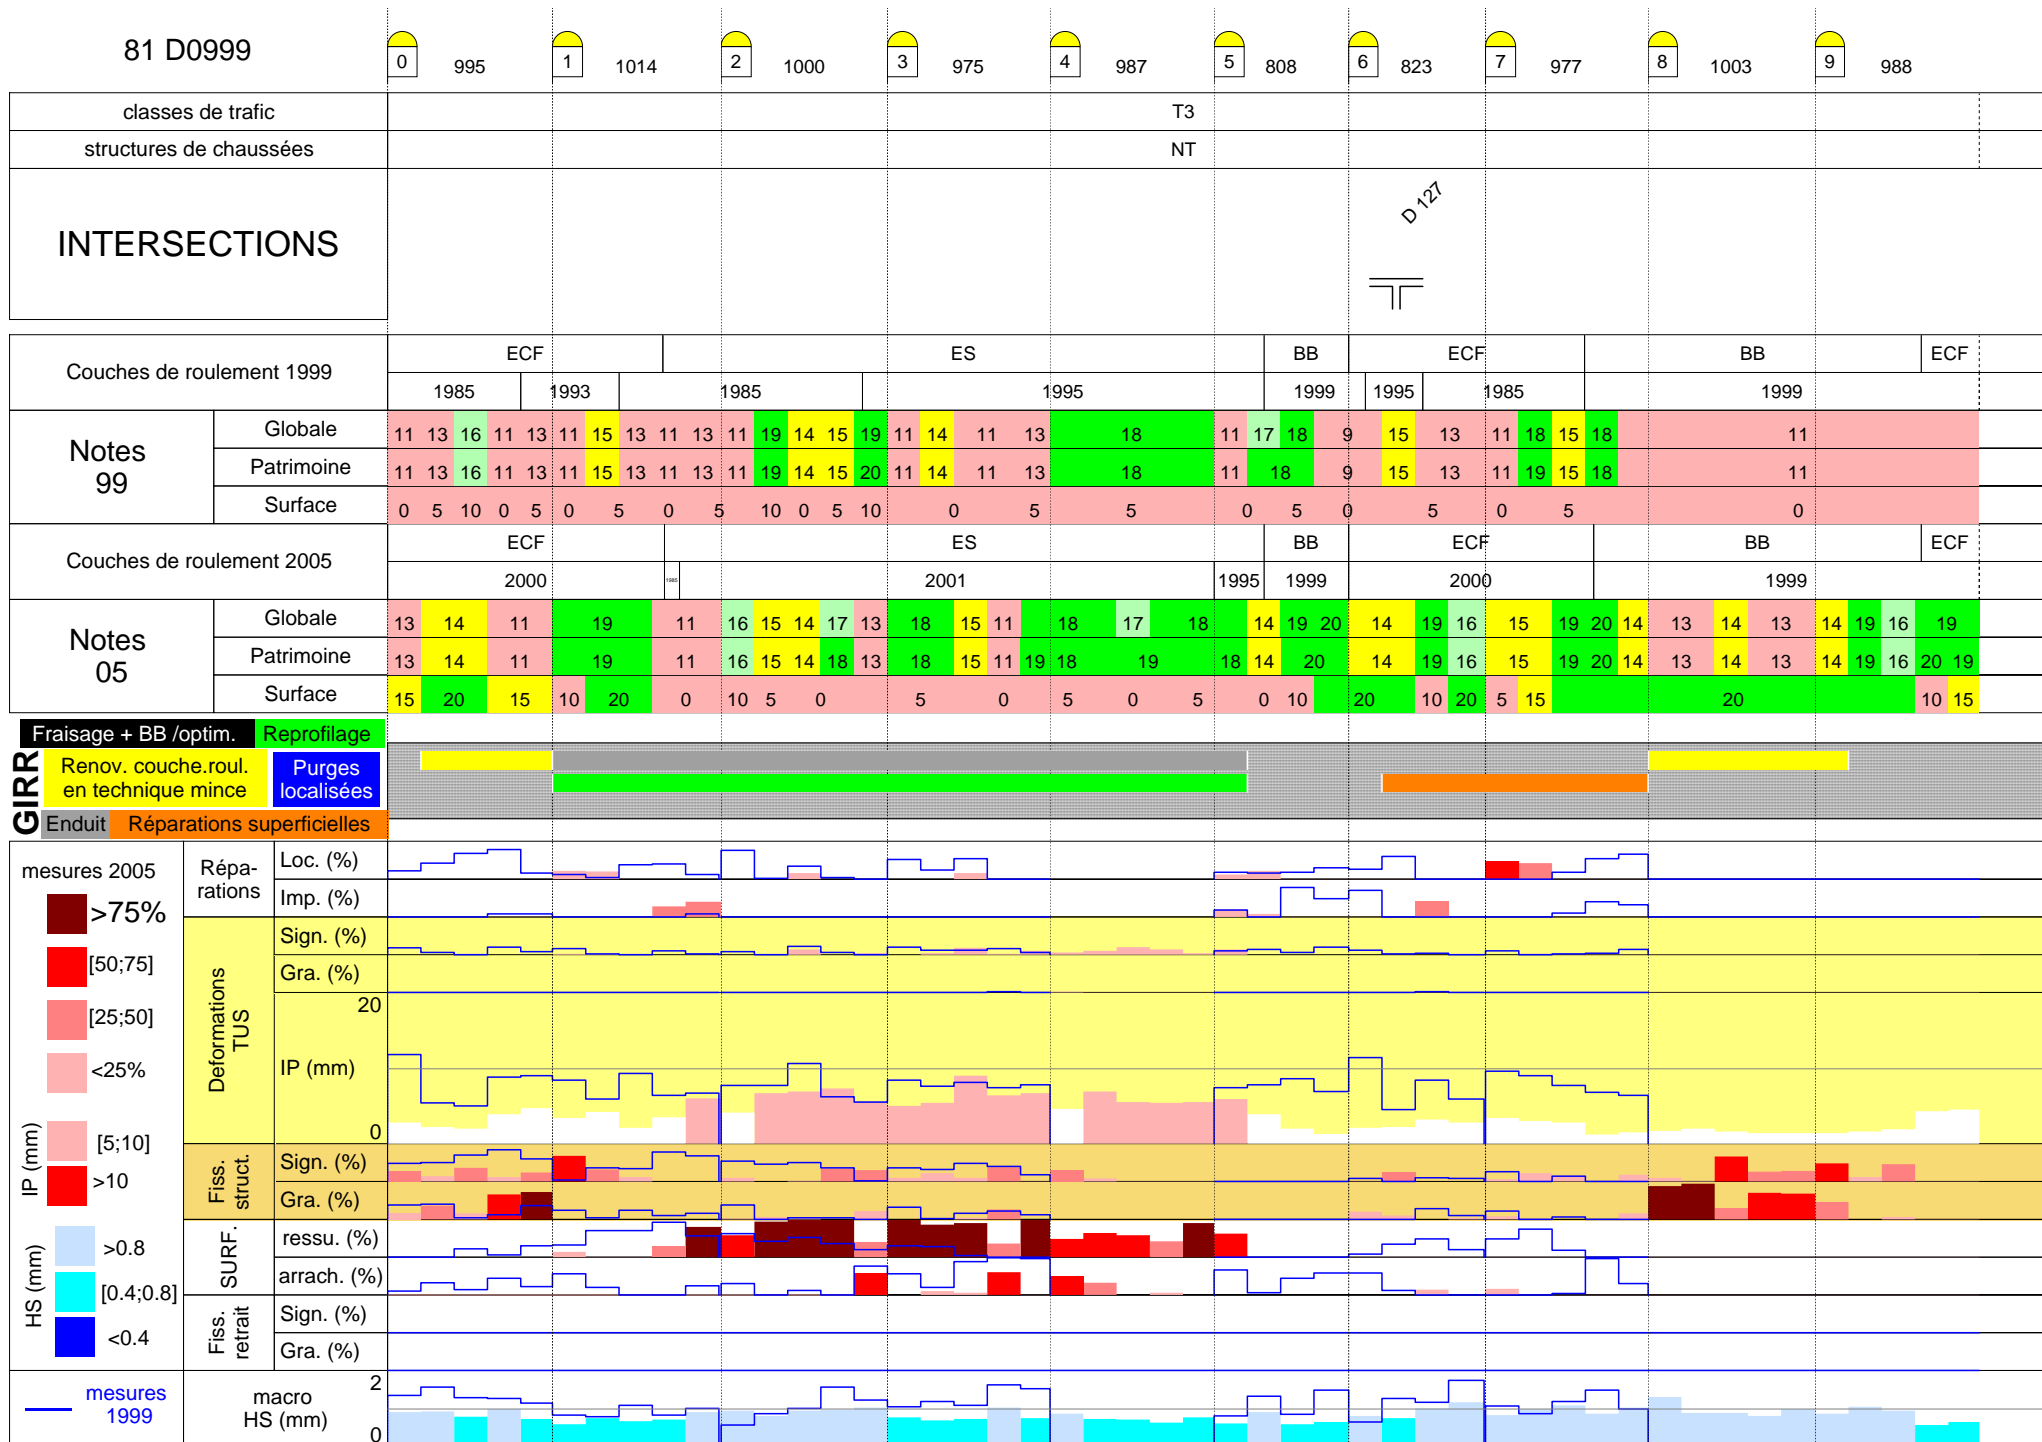 81 D0999
0 995 1 1014 2 1000 3 975 4 987 5 808 6 823 7 977 8 1003 9 988
classes de trafic T3
structures de chaussées NT
INTERSECTIONS D 127
Couches de roulement 1999
ECF ES BB ECF BB ECF
1985 1993 1985 1995 1999 1995 1985 1999
Notes 99
Globale 11 13 16 11 13 11 15 13 11 13 11 19 14 15 19 11 14 11 13 18 11 17 18 9 15 13 11 18 15 18 11
Patrimoine 11 13 16 11 13 11 15 13 11 13 11 19 14 15 20 11 14 11 13 18 11 18 9 15 13 11 19 15 18 11
Surface 0 5 10 0 5 0 5 0 5 10 0 5 10 0 5 5 0 5 0 5 0 5 0
Couches de roulement 2005
ECF ES BB ECF BB ECF
2000 1985 2001 1995 1999 2000 1999
Notes 05
Globale 13 14 11 19 11 16 15 14 17 13 18 15 11 18 17 18 14 19 20 14 19 16 15 19 20 14 13 14 13 14 19 16 19
Patrimoine 13 14 11 19 11 16 15 14 18 13 18 15 11 19 18 19 18 14 20 14 19 16 15 19 20 14 13 14 13 14 19 16 20 19
Surface 15 20 15 10 20 0 10 5 0 5 0 5 0 5 0 10 20 10 20 5 15 20 10 15
GIRR
Fraisage + BB /optim. Reprofilage
Renov. couche.roul.
en technique mince
Purges
localisées
Enduit Réparations superficielles
mesures 2005
>75%
[50;75]
[25;50]
<25%
IP (mm)
[5;10]
>10
HS (mm)
>0.8
[0.4;0.8]
<0.4
mesures
1999
Répa-
rations
Loc. (%)
Imp. (%)
Deformations
TUS
Sign. (%)
Gra. (%)
20
IP (mm)
0
Fiss.
struct.
Sign. (%)
Gra. (%)
SURF.
ressu. (%)
arrach. (%)
Fiss.
retrait
Sign. (%)
Gra. (%)
macro
HS (mm)
2
0